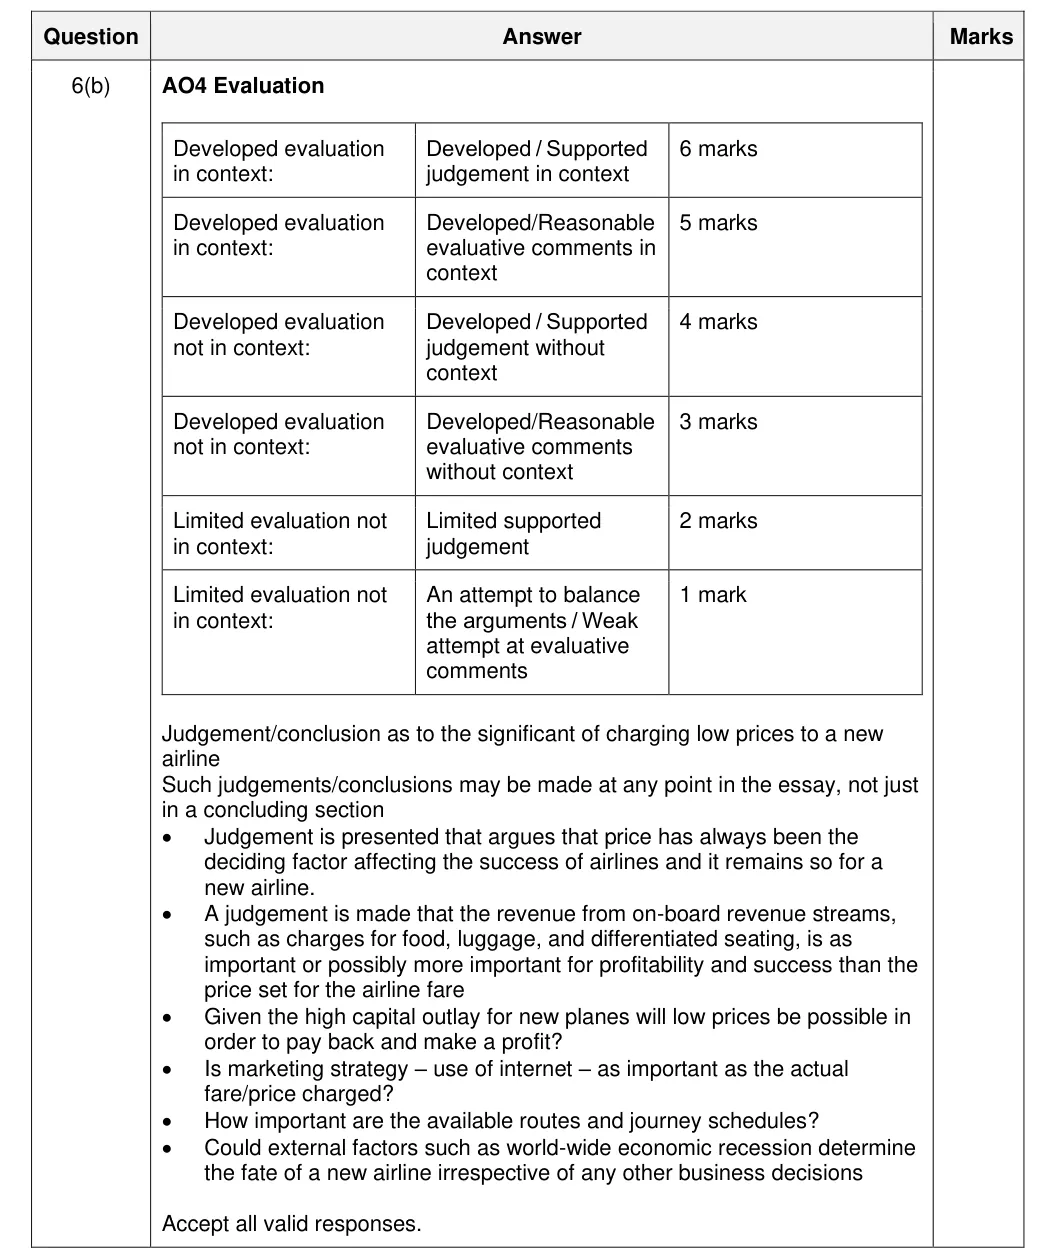 Question Answer Marks
6(b) AO4 Evaluation
Developed evaluation in context: Developed / Supported judgement in context 6 marks
Developed evaluation in context: Developed/Reasonable evaluative comments in context 5 marks
Developed evaluation not in context: Developed / Supported judgement without context 4 marks
Developed evaluation not in context: Developed/Reasonable evaluative comments without context 3 marks
Limited evaluation not in context: Limited supported judgement 2 marks
Limited evaluation not in context: An attempt to balance the arguments / Weak attempt at evaluative comments 1 mark
Judgement/conclusion as to the significant of charging low prices to a new
airline
Such judgements/conclusions may be made at any point in the essay, not just
in a concluding section
• Judgement is presented that argues that price has always been the
deciding factor affecting the success of airlines and it remains so for a
new airline.
• A judgement is made that the revenue from on-board revenue streams,
such as charges for food, luggage, and differentiated seating, is as
important or possibly more important for profitability and success than the
price set for the airline fare
• Given the high capital outlay for new planes will low prices be possible in
order to pay back and make a profit?
• Is marketing strategy – use of internet – as important as the actual
fare/price charged?
• How important are the available routes and journey schedules?
• Could external factors such as world-wide economic recession determine
the fate of a new airline irrespective of any other business decisions
Accept all valid responses.